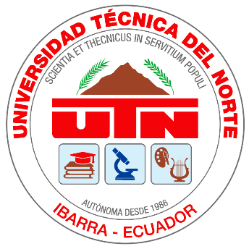 UNIVERSIDAD TÉCNICA DEL NORTE
SCIENTIA ET THECNICUS IN SERVITIUM POPULI
UTN
AUTÓNOMA DESDE 1986
IBARRA - ECUADOR